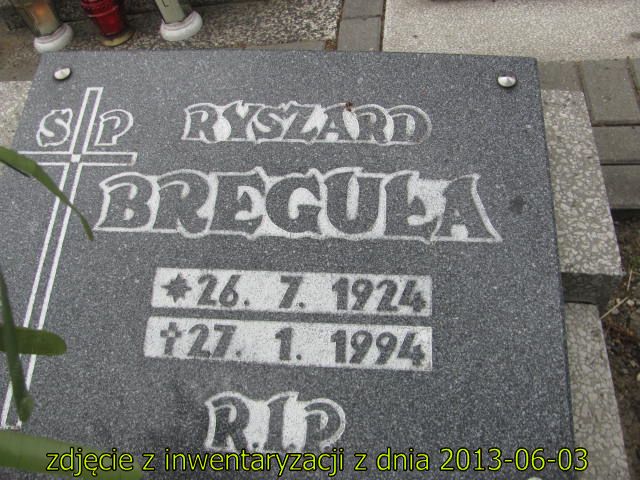 S P RYSZARD
BREGUŁA
* 26. 7. 1924
† 27. 1. 1994
R.I.P
zdjęcie z inwentaryzacji z dnia 2013-06-03